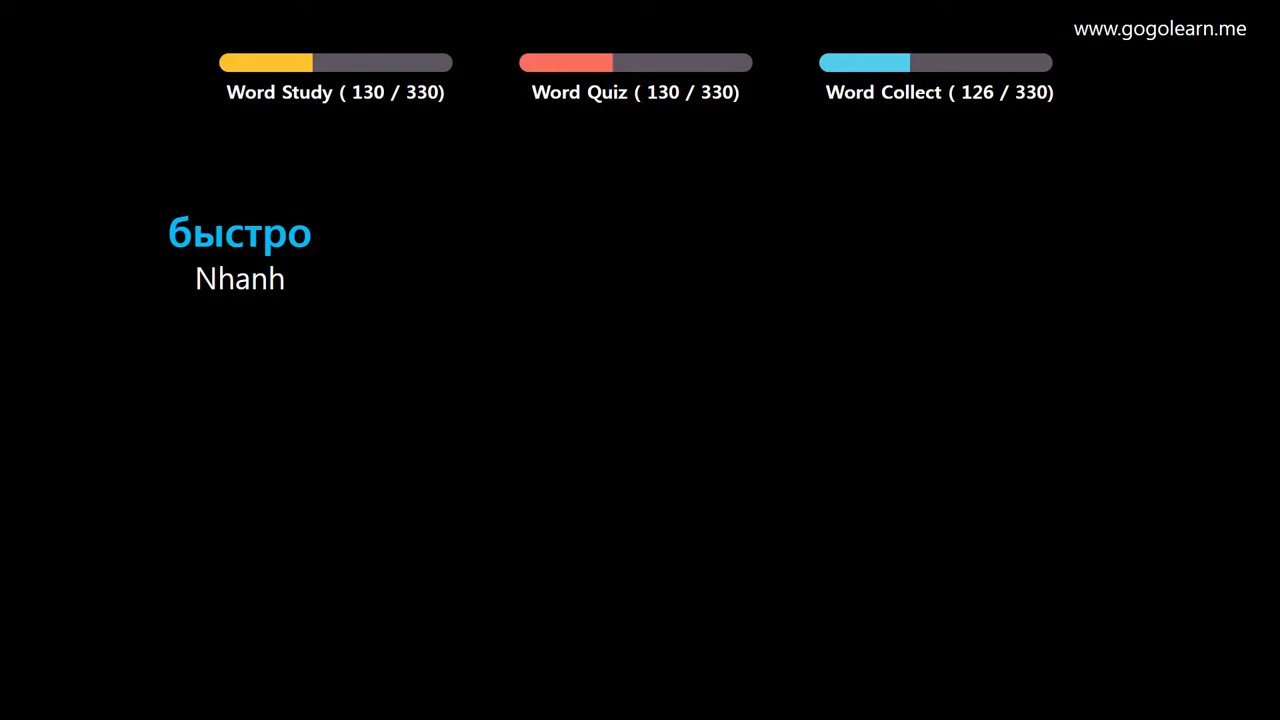 www.gogolearn.me
Word Study ( 130 / 330)
Word Quiz ( 130 / 330)
Word Collect ( 126 / 330)
быстро
Nhanh